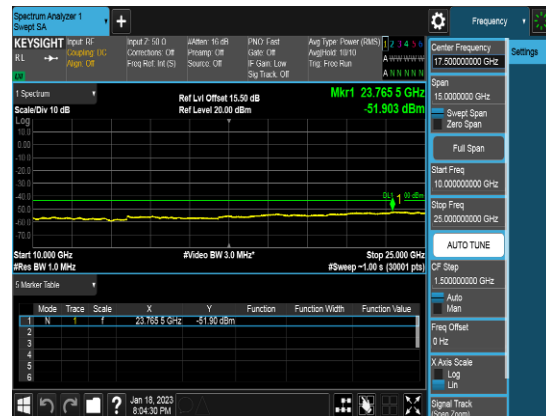 Spectrum Analyzer 1
Swept SA
+
Frequency
KEYSIGHT
RL
Input: RF
Coupling: DC
Align: Off
Input Z: 50 Ω
Corrections: Off
Freq Ref: Int (S)
#Atten: 16 dB
Preamp: Off
Source: Off
PNO: Fast
Gate: Off
IF Gain: Low
Sig Track: Off
Avg Type: Power (RMS)
Avg|Hold: 10/10
Trig: Free Run
1 2 3 4 5 6
A W W W W W
A N N N N N
1 Spectrum
Scale/Div 10 dB
Log
Ref Lvl Offset 15.50 dB
Ref Level 20.00 dBm
Mkr1 23.765 5 GHz
-51.903 dBm
10.0
0.00
-10.0
-20.0
-30.0
-40.0
-50.0
-60.0
-70.0
1
Start 10.000 GHz
#Res BW 1.0 MHz
#Video BW 3.0 MHz*
Stop 25.000 GHz
#Sweep ~1.00 s (30001 pts)
5 Marker Table
Mode Trace Scale X Y Function Function Width Function Value
1 N 1 f 23.765 5 GHz -51.90 dBm
2
3
4
5
6
Jan 18, 2023
8:04:30 PM
?
Center Frequency
17.500000000 GHz
Settings
Span
15.0000000 GHz
Swept Span
Zero Span
Full Span
Start Freq
10.000000000 GHz
Stop Freq
25.000000000 GHz
AUTO TUNE
CF Step
1.500000000 GHz
Auto
Man
Freq Offset
0 Hz
X Axis Scale
Log
Lin
Signal Track
(Span Zoom)